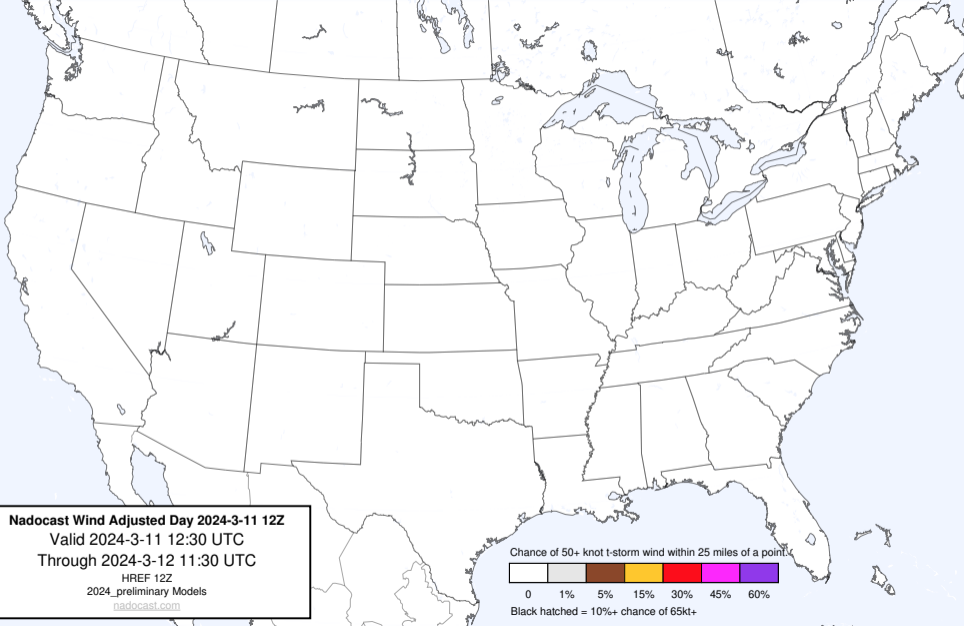 Nadocast Wind Adjusted Day 2024-3-11 12Z
Valid 2024-3-11 12:30 UTC
Through 2024-3-12 11:30 UTC
HREF 12Z
2024_preliminary Models
nadocast.com
Chance of 50+ knot t-storm wind within 25 miles of a point.
0 1% 5% 15% 30% 45% 60%
Black hatched = 10%+ chance of 65kt+